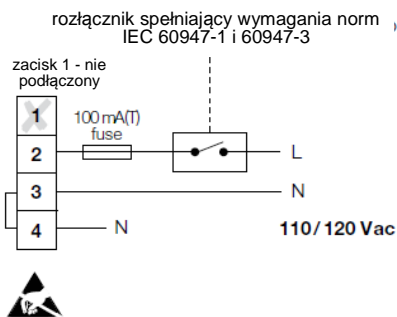 rozłącznik spełniający wymagania norm
IEC 60947-1 i 60947-3
zacisk 1 - nie
podłączony
1
100 mA(T)
fuse
2
L
3
N
4
N
110/120 Vac